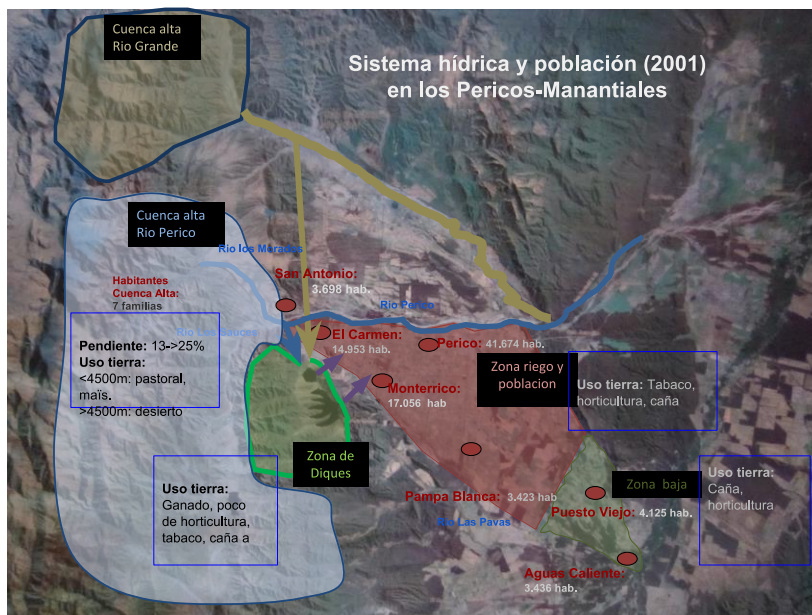 Cuenca alta
Rio Grande
Sistema hídrica y población (2001)
en los Pericos-Manantiales
Cuenca alta
Rio Perico
Rio los Morados
San Antonio:
3.698 hab.
Habitantes
Cuenca Alta:
7 familias
Rio Perico
Rio Los Sauces
El Carmen:
14.953 hab.
Perico: 41.674 hab.
Pendiente: 13->25%
Uso tierra:
<4500m: pastoral,
maïs.
>4500m: desierto
Zona riego y
poblacion
Uso tierra: Tabaco,
horticultura, caña
Monterrico:
17.056 hab
Zona de
Diques
Uso tierra:
Ganado, poco
de horticultura,
tabaco, caña a
Zona baja
Uso tierra:
Caña,
horticultura
Pampa Blanca: 3.423 hab
Puesto Viejo:
4.125 hab.
Rio Las Pavas
Aguas Caliente:
3.436 hab.